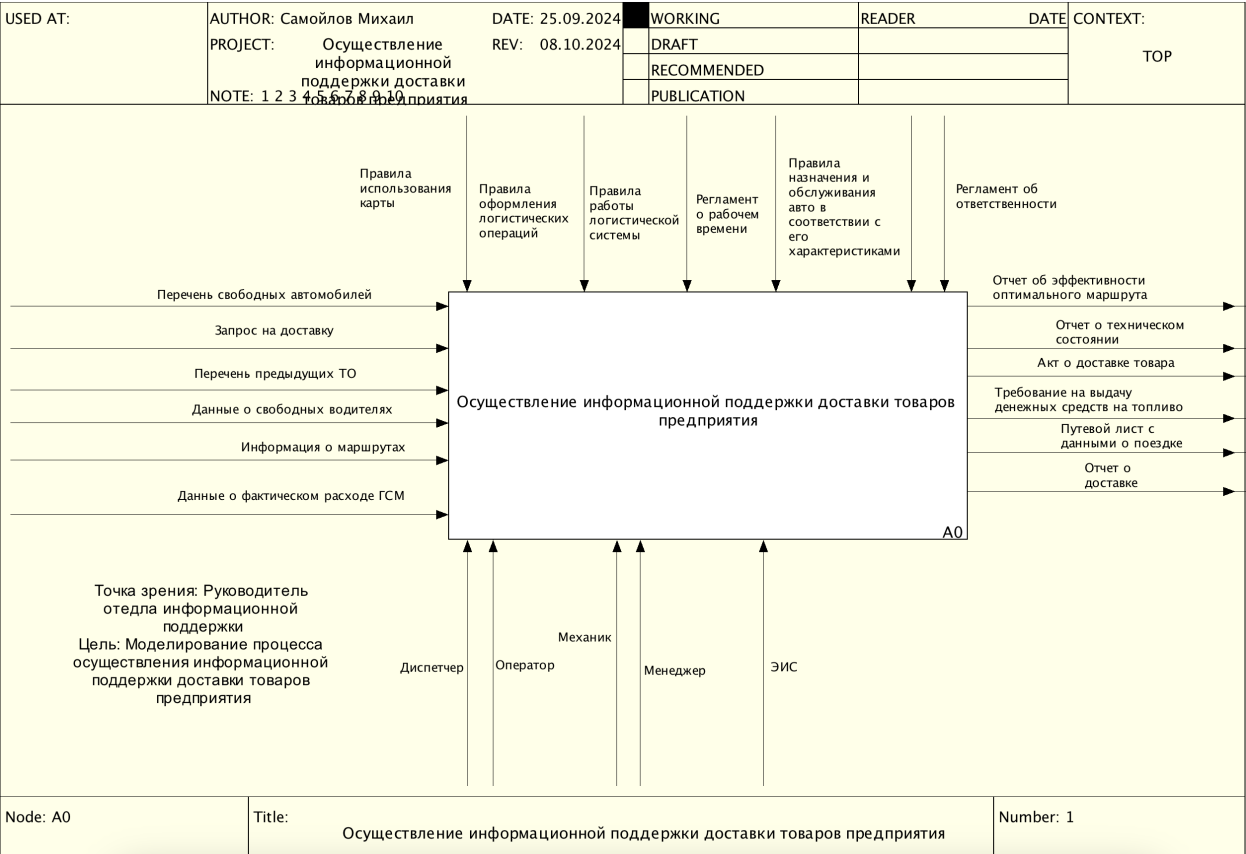 USED AT:
AUTHOR: Самойлов Михаил
DATE: 25.09.2024
WORKING
READER
DATE
CONTEXT:
PROJECT:
Осуществление
информационной
поддержки доставки
товаров предприятия
REV: 08.10.2024
DRAFT
TOP
RECOMMENDED
NOTE: 1 2 3 4 5 6 7 8 9 10
PUBLICATION
Правила
использования
карты
Правила
оформления
логистических
операций
Правила
работы
логистической
системы
Регламент
о рабочем
времени
Правила
назначения и
обслуживания
авто в
соответствии с
его
характеристиками
Регламент об
ответственности
Перечень свободных автомобилей
Запрос на доставку
Перечень предыдущих ТО
Данные о свободных водителях
Информация о маршрутах
Данные о фактическом расходе ГСМ
Осуществление информационной поддержки доставки товаров
предприятия
A0
Отчет об эффективности
оптимального маршрута
Отчет о техническом
состоянии
Акт о доставке товара
Требование на выдачу
денежных средств на топливо
Путевой лист с
данными о поездке
Отчет о
доставке
Точка зрения: Руководитель
отедла информационной
поддержки
Цель: Моделирование процесса
осуществления информационной
поддержки доставки товаров
предприятия
Диспетчер
Оператор
Механик
Менеджер
ЭИС
Node: A0
Title:
Осуществление информационной поддержки доставки товаров предприятия
Number: 1